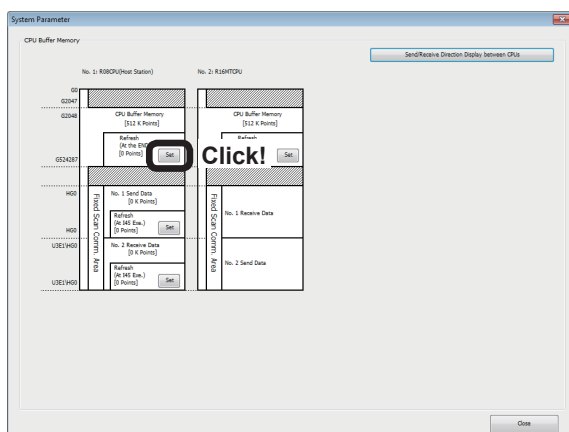 System Parameter
CPU Buffer Memory
Send/Receive Direction Display between CPUs
No. 1: R08CPU(Host Station)
No. 2: R16MTCPU
G0
G2047
G2048
CPU Buffer Memory
[512 K Points]
CPU Buffer Memory
[512 K Points]
Refresh
(At the END
[0 Points]
Set
Click!
Refresh
Set
G524287
HG0
Fixed Scan Comm. Area
No. 1 Send Data
[0 K Points]
Refresh
(At I45 Exe.)
[0 Points]
Set
HG0
Fixed Scan Comm. Area
No. 1 Receive Data
U3E1\HG0
No. 2 Receive Data
[0 K Points]
Refresh
(At I45 Exe.)
[0 Points]
Set
U3E1\HG0
No. 2 Send Data
Close